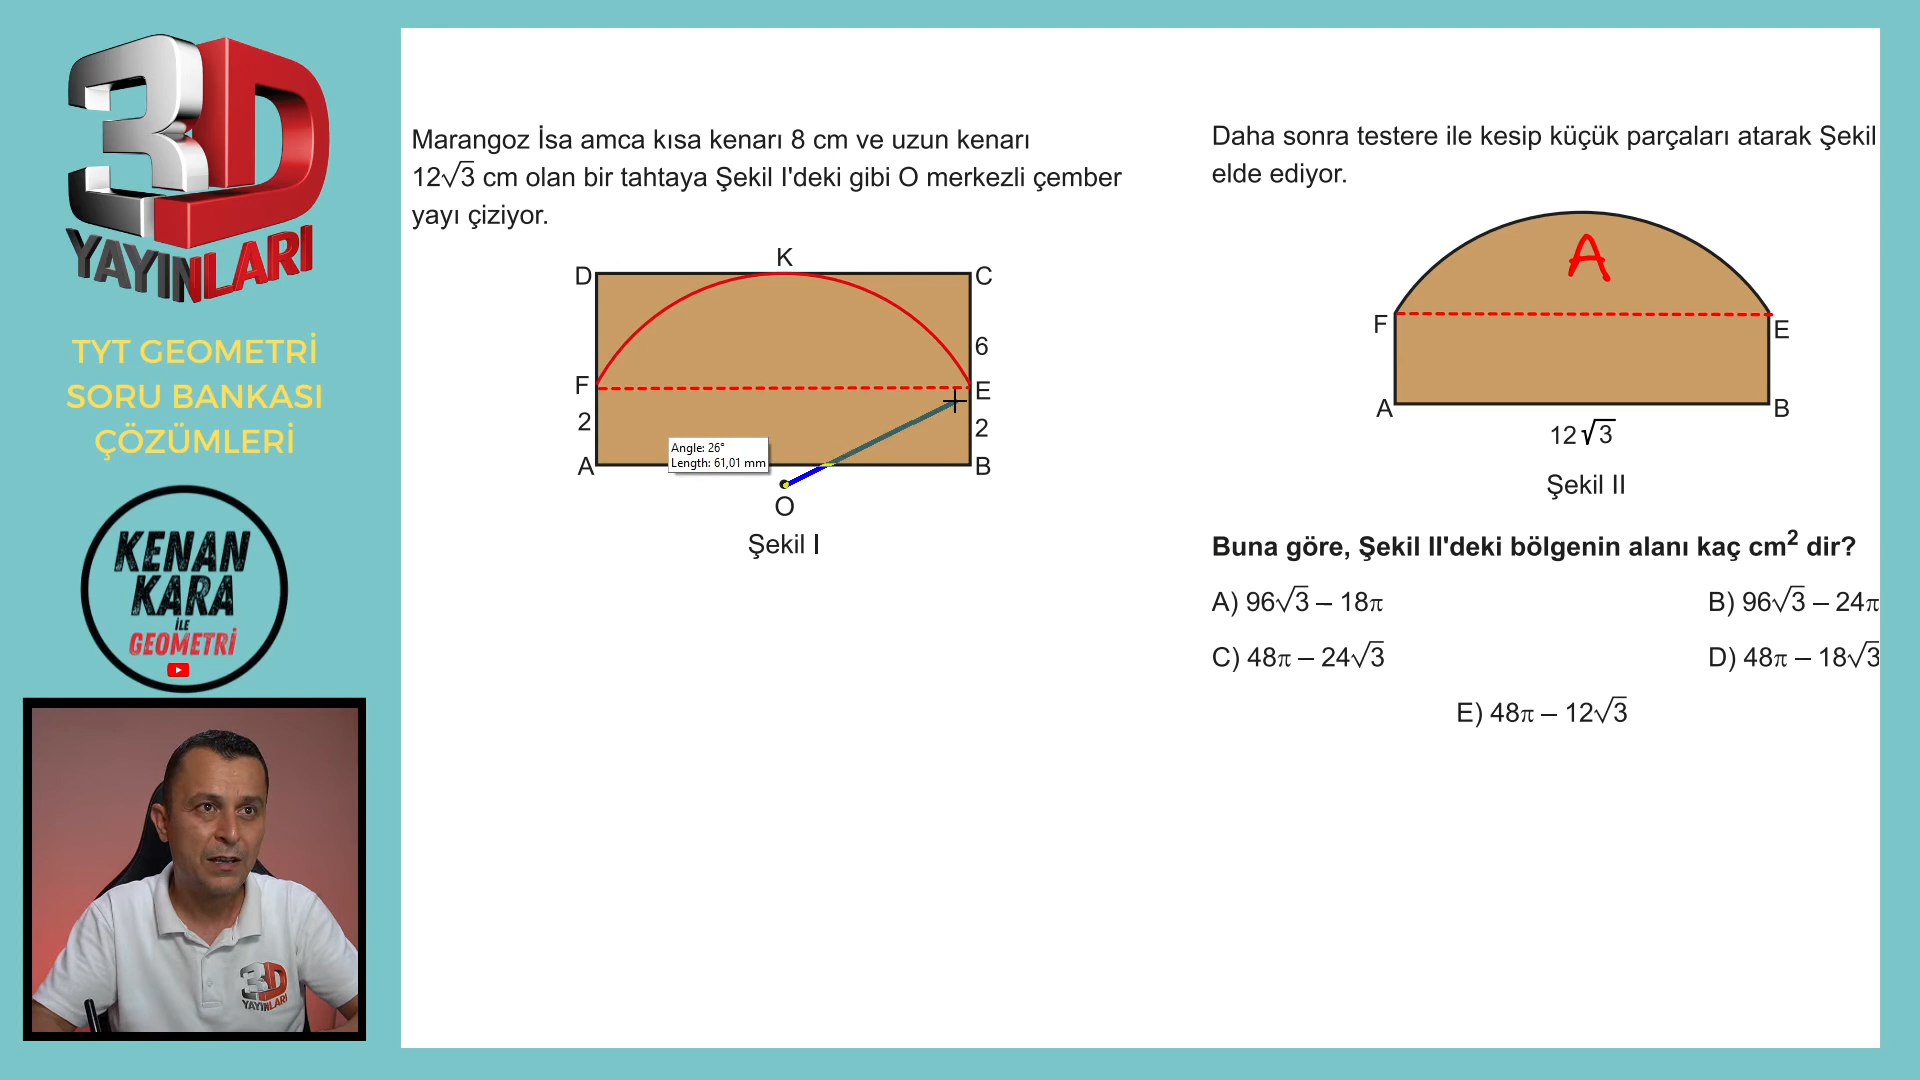 3D
YAYINLARI
TYT GEOMETRİ
SORU BANKASI
ÇÖZÜMLERİ
KENAN
KARA
İLE
GEOMETRİ
3D
YAYINLARI
Marangoz İsa amca kısa kenarı 8 cm ve uzun kenarı
12√3 cm olan bir tahtaya Şekil I'deki gibi O merkezli çember
yayı çiziyor.
K
D
C
6
F
E
2
2
A
B
Angle: 26°
Length: 61,01 mm
O
Şekil I
Daha sonra testere ile kesip küçük parçaları atarak Şekil
elde ediyor.
A
F
E
A
B
12√3
Şekil II
Buna göre, Şekil II'deki bölgenin alanı kaç cm² dir?
A) 96√3 – 18π
B) 96√3 – 24π
C) 48π – 24√3
D) 48π – 18√3
E) 48π – 12√3